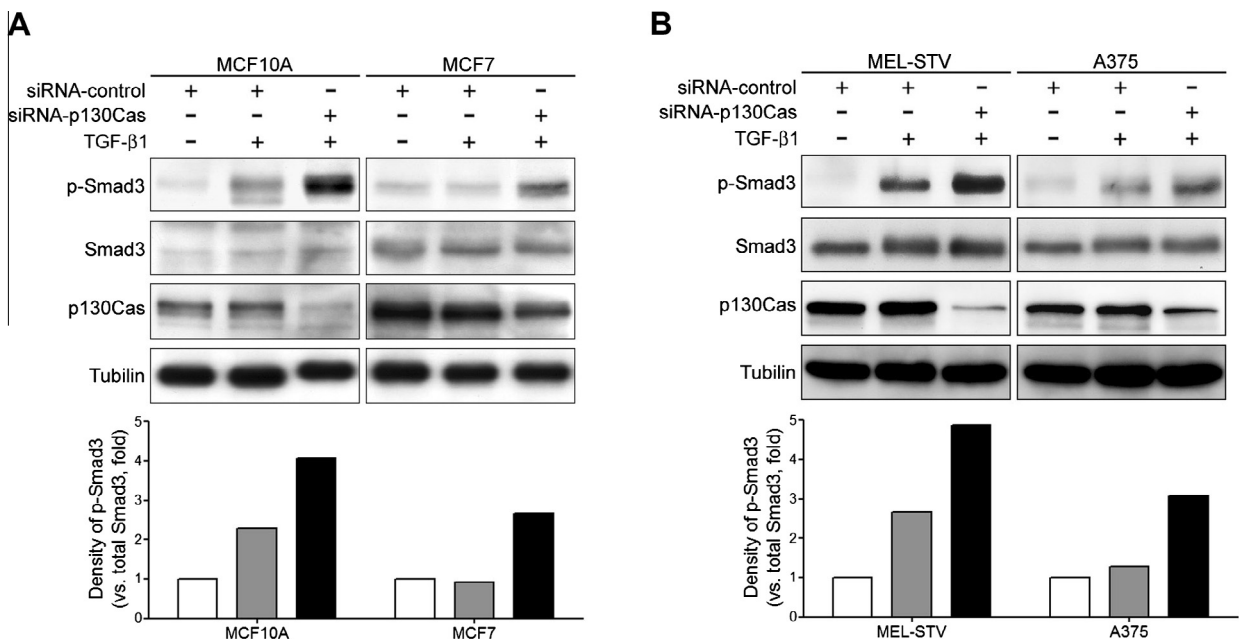 A
MCF10A MCF7
siRNA-control + + - + + -
siRNA-p130Cas - - + - - +
TGF-β1 - + + - + +
p-Smad3
Smad3
p130Cas
Tubilin
Density of p-Smad3
(vs. total Smad3, fold)
5
4
3
2
1
0
MCF10A MCF7
B
MEL-STV A375
siRNA-control + + - + + -
siRNA-p130Cas - - + - - +
TGF-β1 - + + - + +
p-Smad3
Smad3
p130Cas
Tubilin
Density of p-Smad3
(vs. total Smad3, fold)
5
4
3
2
1
0
MEL-STV A375